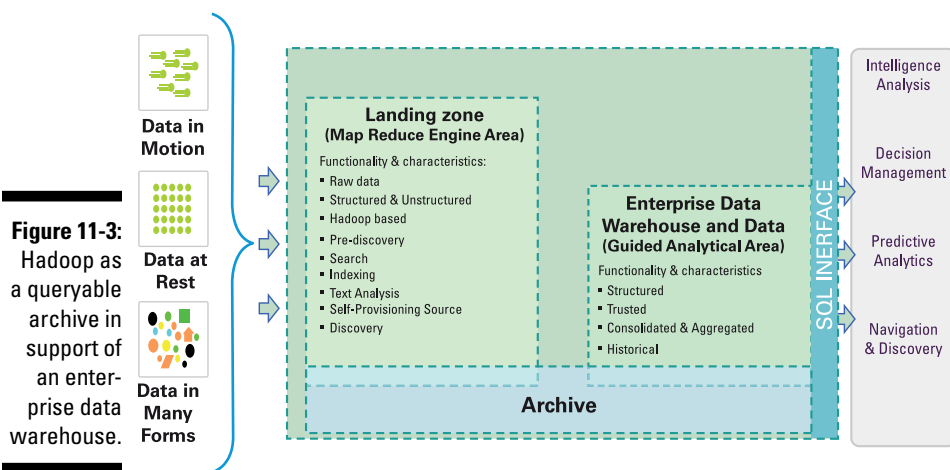 Figure 11-3:
Hadoop as
a queryable
archive in
support of
an enter-
prise data
warehouse.
Data in
Motion
Data at
Rest
Data in
Many
Forms
Landing zone
(Map Reduce Engine Area)
Functionality & characteristics:
▪ Raw data
▪ Structured & Unstructured
▪ Hadoop based
▪ Pre-discovery
▪ Search
▪ Indexing
▪ Text Analysis
▪ Self-Provisioning Source
▪ Discovery
Enterprise Data
Warehouse and Data
(Guided Analytical Area)
Functionality & characteristics
▪ Structured
▪ Trusted
▪ Consolidated & Aggregated
▪ Historical
Archive
SQL INERFACE
Intelligence
Analysis
Decision
Management
Predictive
Analytics
Navigation
& Discovery